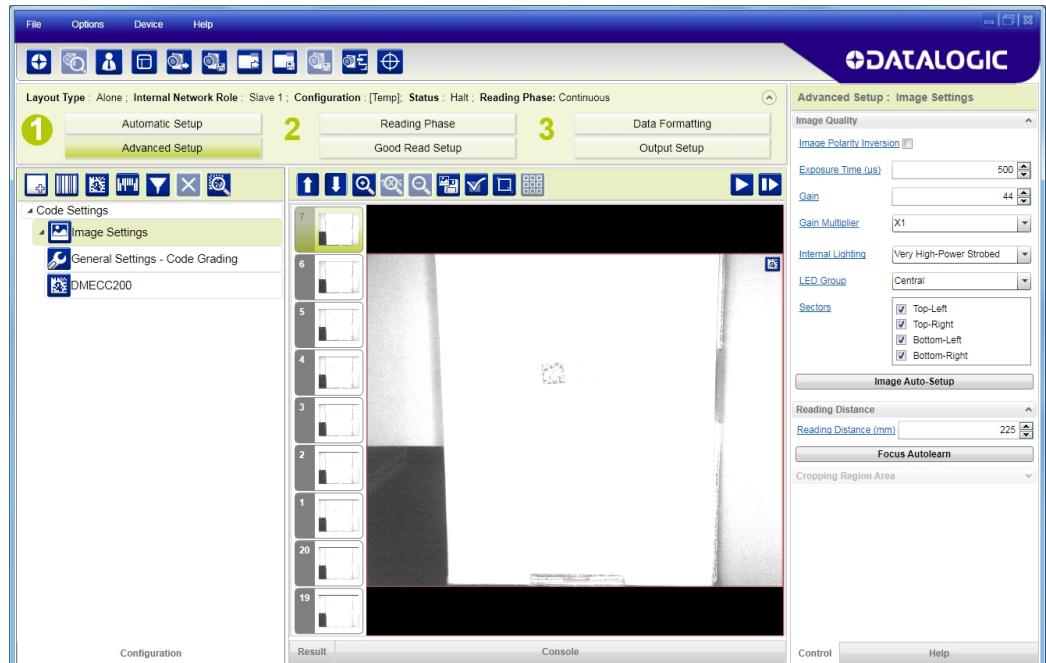 File Options Device Help
DATALOGIC
Layout Type : Alone ; Internal Network Role : Slave 1 ; Configuration : [Temp]; Status : Halt ; Reading Phase: Continuous
1 Automatic Setup
Advanced Setup
2 Reading Phase
Good Read Setup
3 Data Formatting
Output Setup
Code Settings
Image Settings
General Settings - Code Grading
DMECC200
Configuration
7
6
5
4
3
2
1
20
19
Result Console
Advanced Setup : Image Settings
Image Quality
Image Polarity Inversion
Exposure Time (µs) 500
Gain 44
Gain Multiplier X1
Internal Lighting Very High-Power Strobed
LED Group Central
Sectors Top-Left
Top-Right
Bottom-Left
Bottom-Right
Image Auto-Setup
Reading Distance
Reading Distance (mm) 225
Focus Autolearn
Cropping Region Area
Control Help